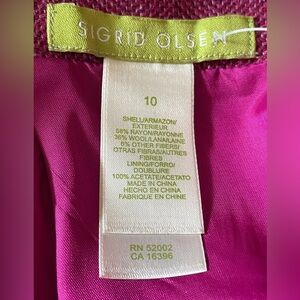 SIGRID OLSEN
10
SHELL/ARMAZON/
EXTERIEUR
58% RAYON/RAYONNE
36% WOOL/LANA/LAINE
6% OTHER FIBERS/
OTRAS FIBRAS/AUTRES
FIBRES
LINING/FORRO/
DOUBLURE
100% ACETATE/ACETATO
MADE IN CHINA
HECHO EN CHINA
FABRIQUE EN CHINE
RN 52002
CA 16396